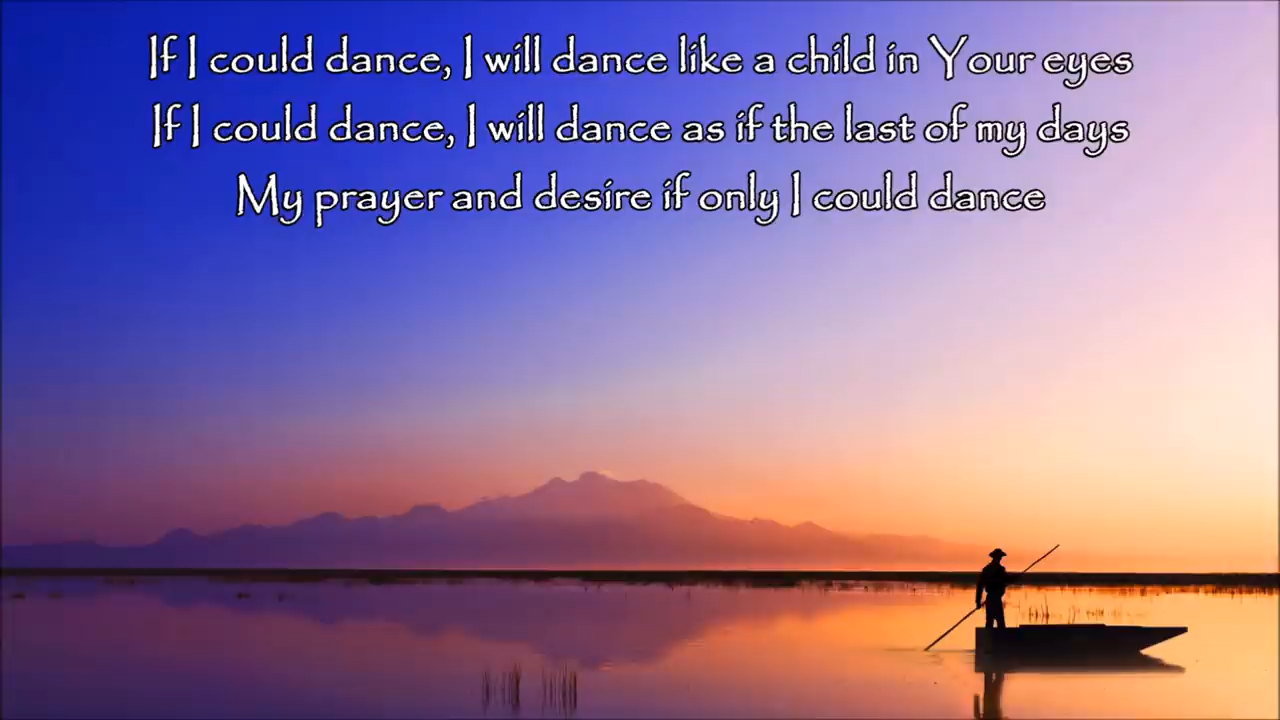 If I could dance, I will dance like a child in Your eyes
If I could dance, I will dance as if the last of my days
My prayer and desire if only I could dance